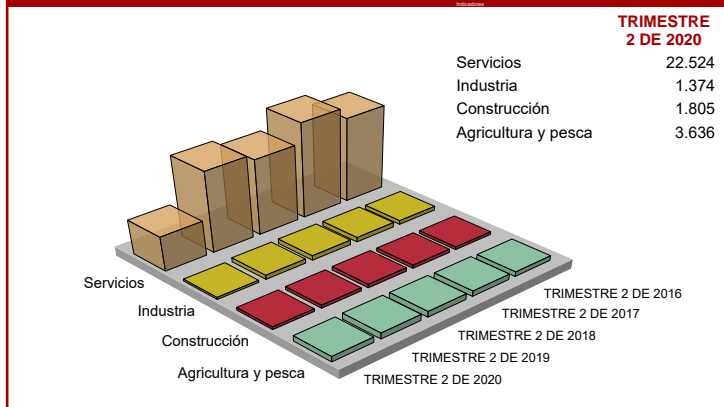 Indicadores
TRIMESTRE
2 DE 2020
Servicios 22.524
Industria 1.374
Construcción 1.805
Agricultura y pesca 3.636
Servicios
Industria
Construcción
Agricultura y pesca
TRIMESTRE 2 DE 2016
TRIMESTRE 2 DE 2017
TRIMESTRE 2 DE 2018
TRIMESTRE 2 DE 2019
TRIMESTRE 2 DE 2020